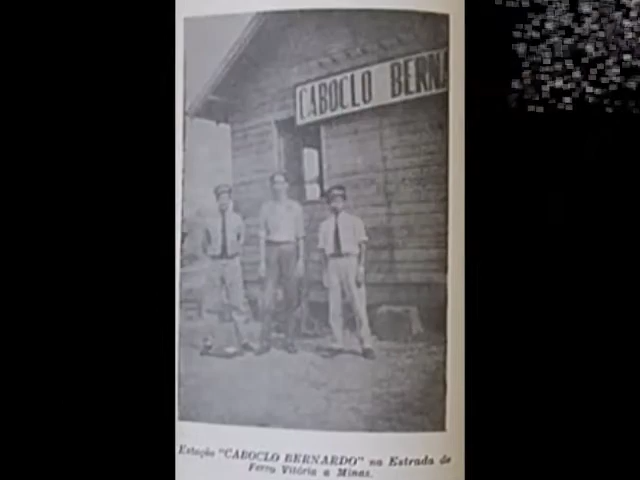 CABOCLO BERNA
Estação "CABOCLO BERNARDO" na Estrada de
Ferro Vitória a Minas.